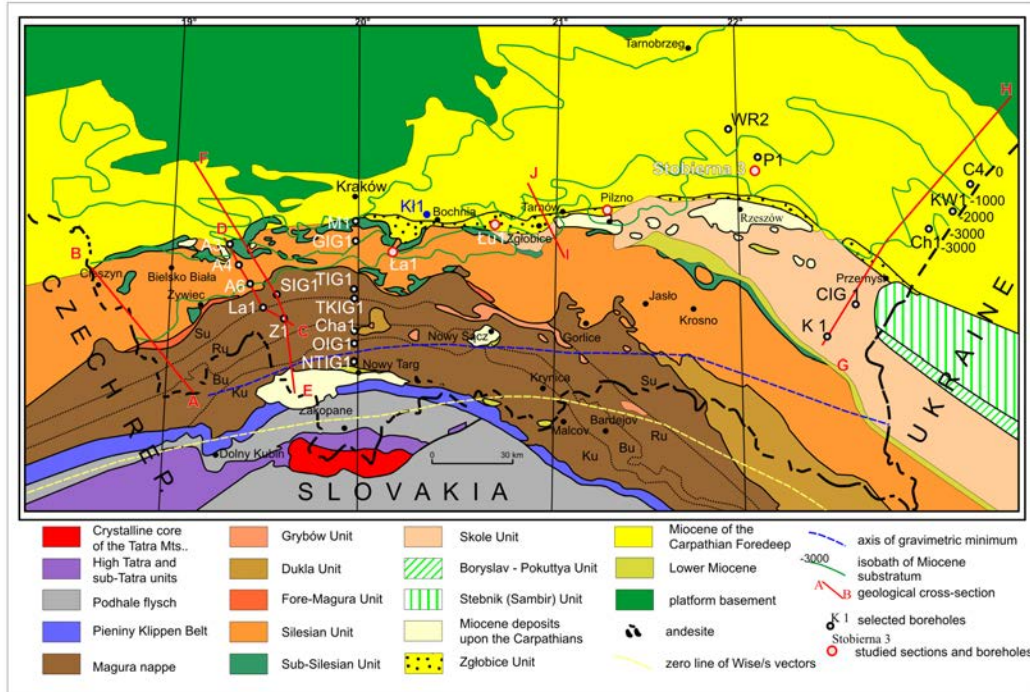 19°
20°
21°
22°
Tarnobrzeg
H
WR2
P1
Stobierna 3
C4
0
KW1
-1000
-2000
Ch1
-3000
-3000
F
J
Kraków
Kł1
Bochnia
Tarnów
Pilzno
Rzeszów
M1
D
GIG1
Łu1
Zgłobice
I
A4
Ła1
B
Cieszyn
Bielsko Biała
A6
TIG1
SIG1
Żywiec
La1
TKIG1
Z1
C
Cha1
OIG1
NTIG1
Nowy Targ
Nowy Sącz
Gorlice
Jasło
Krosno
Przemyśl
CIG
K 1
G
Su
Ru
Bu
Ku
A
E
Zakopane
Dolny Kubin
Krynica
Bardejov
Malcov
Su
Ru
Bu
Ku
0
30 km
CZECH REP.
SLOVAKIA
UKRAINE
Crystalline core
of the Tatra Mts..
High Tatra and
sub-Tatra units
Podhale flysch
Pieniny Klippen Belt
Magura nappe
Grybów Unit
Dukla Unit
Fore-Magura Unit
Silesian Unit
Sub-Silesian Unit
Skole Unit
Boryslav - Pokuttya Unit
Stebnik (Sambir) Unit
Miocene deposits
upon the Carpathians
Zgłobice Unit
Miocene of the
Carpathian Foredeep
Lower Miocene
platform basement
andesite
zero line of Wise/s vectors
axis of gravimetric minimum
-3000
isobath of Miocene
substratum
A
B
geological cross-section
K 1
selected boreholes
Stobierna 3
studied sections and boreholes